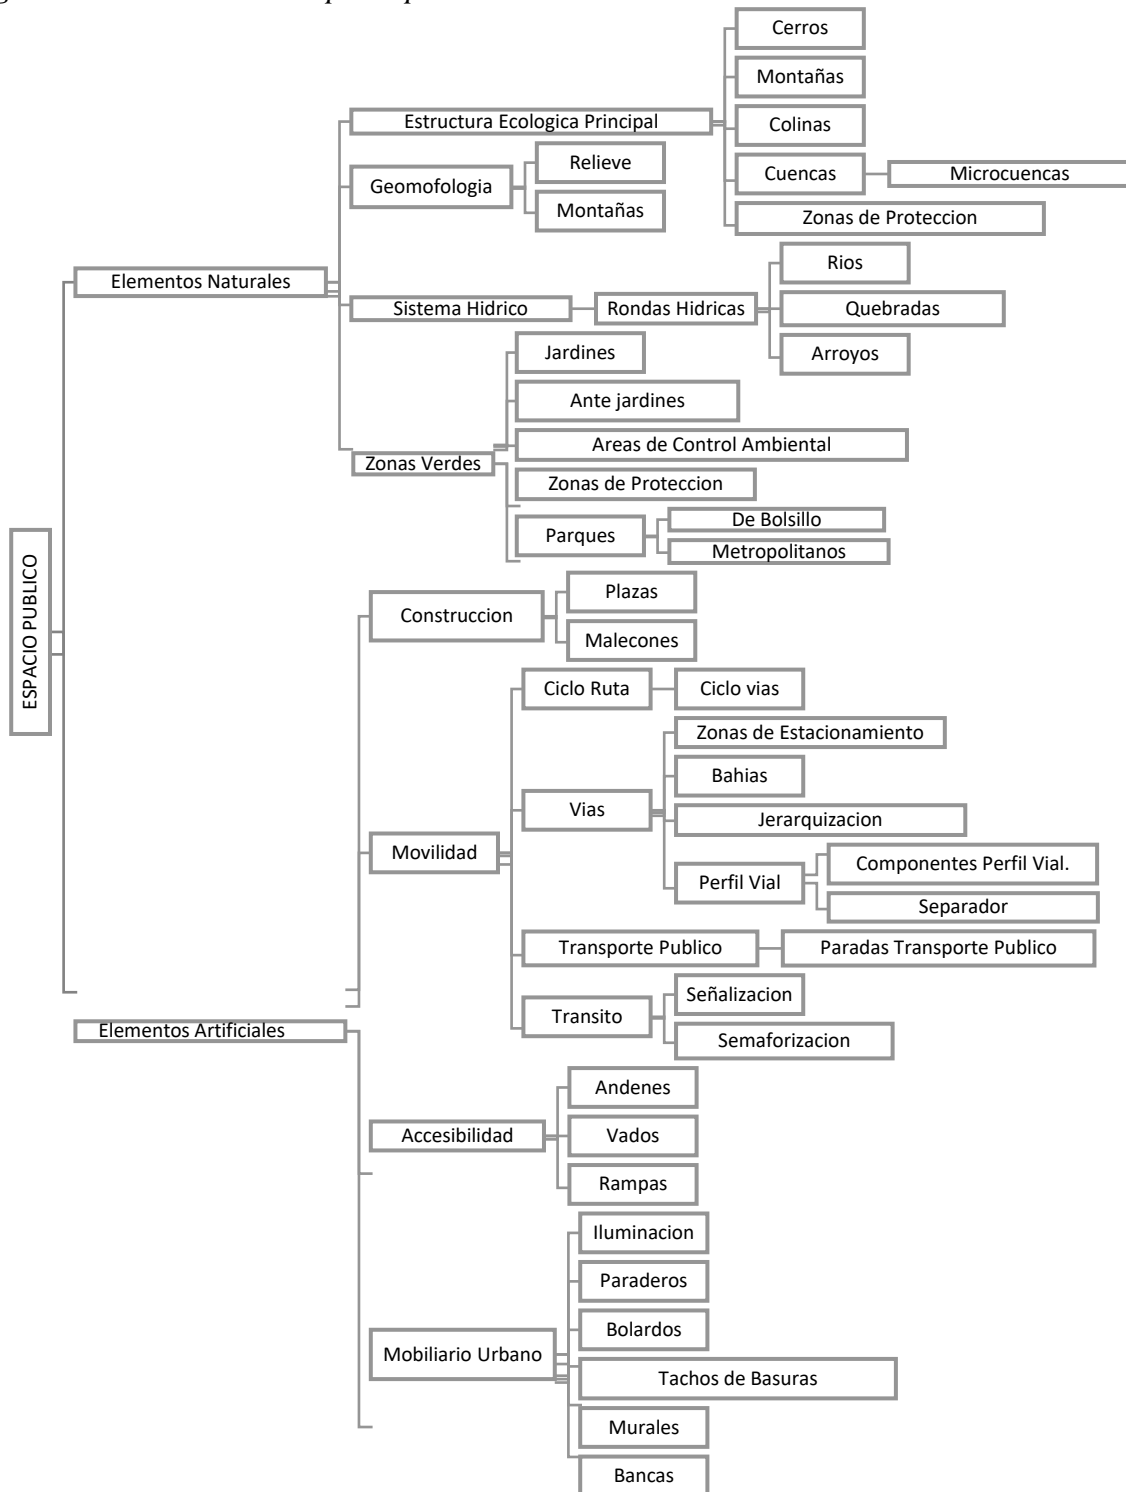 Cerros
Montañas
Estructura Ecologica Principal
Colinas
Relieve
Cuencas
Microcuencas
Geomofologia
Montañas
Zonas de Proteccion
Rios
Elementos Naturales
Sistema Hidrico
Rondas Hidricas
Quebradas
Jardines
Arroyos
Ante jardines
Areas de Control Ambiental
Zonas Verdes
Zonas de Proteccion
De Bolsillo
Parques
Metropolitanos
ESPACIO PUBLICO
Plazas
Construccion
Malecones
Ciclo Ruta
Ciclo vias
Zonas de Estacionamiento
Bahias
Vias
Jerarquizacion
Movilidad
Componentes Perfil Vial.
Perfil Vial
Separador
Transporte Publico
Paradas Transporte Publico
Señalizacion
Transito
Elementos Artificiales
Semaforizacion
Andenes
Accesibilidad
Vados
Rampas
Iluminacion
Paraderos
Bolardos
Mobiliario Urbano
Tachos de Basuras
Murales
Bancas